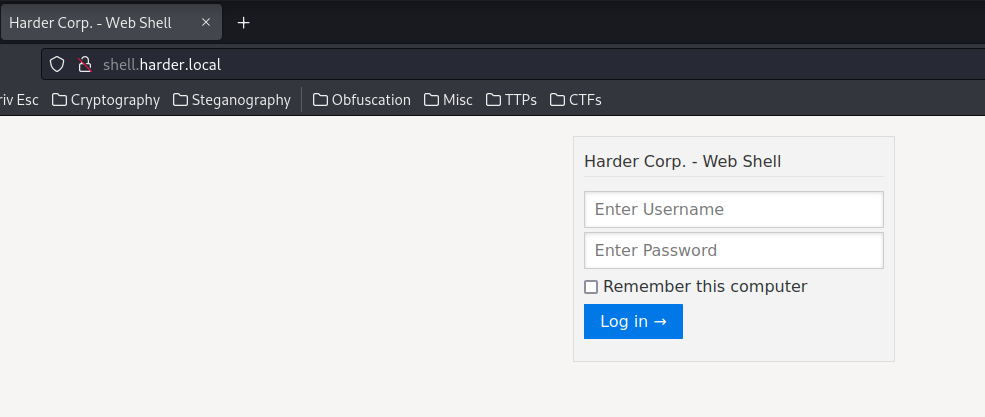 Harder Corp. - Web Shell
shell.harder.local
riv Esc Cryptography Steganography Obfuscation Misc TTPs CTFs
Harder Corp. - Web Shell
Enter Username
Enter Password
Remember this computer
Log in →